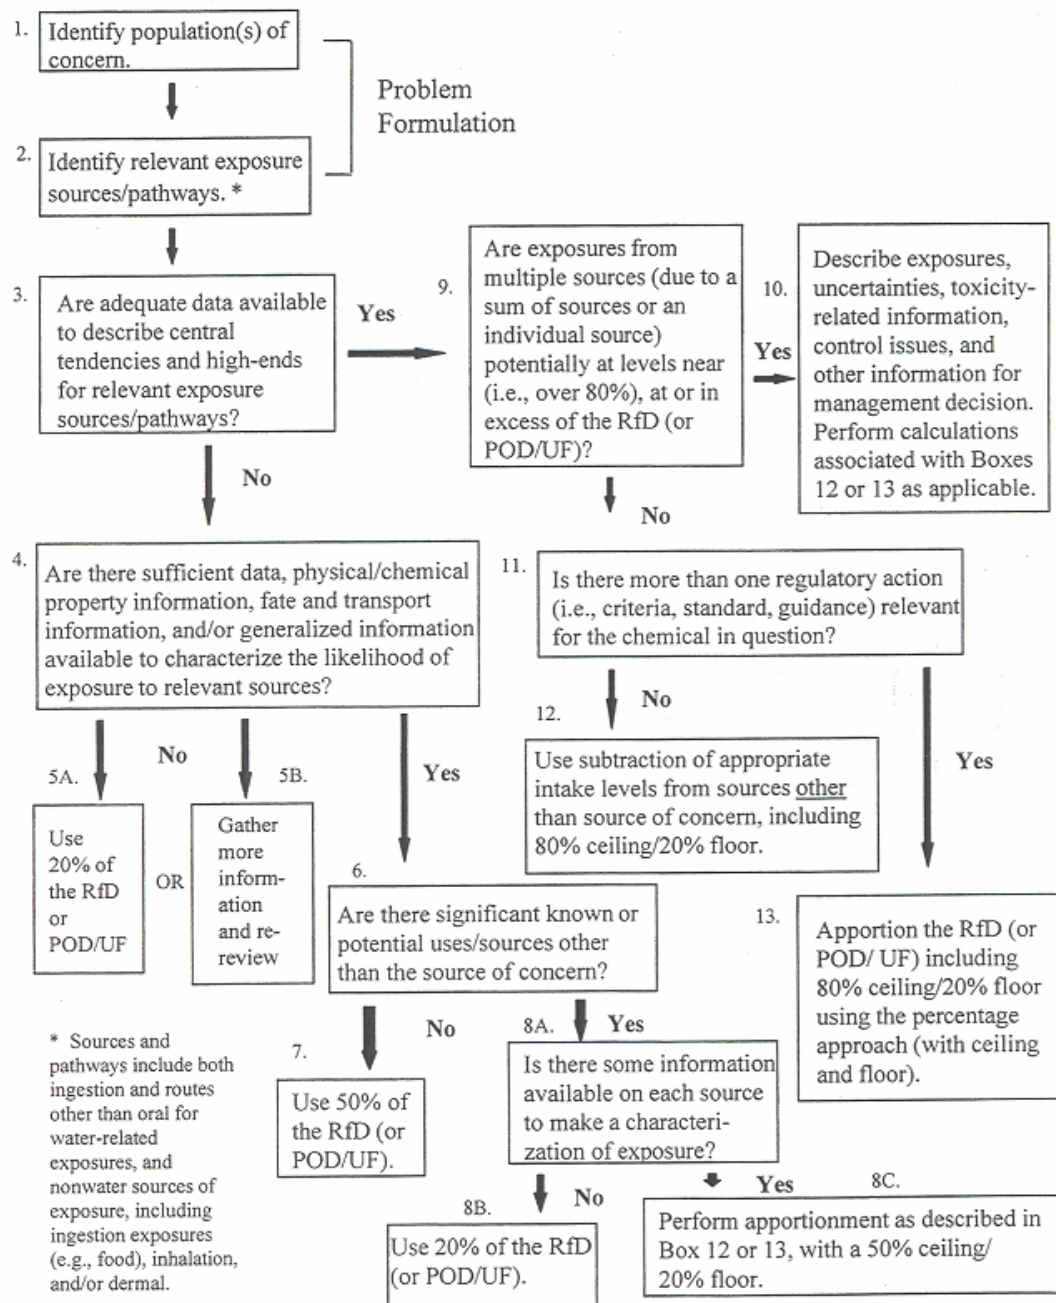 1. Identify population(s) of
concern.
Problem
Formulation
2. Identify relevant exposure
sources/pathways. *
3. Are adequate data available
to describe central
tendencies and high-ends
for relevant exposure
sources/pathways?
Yes
No
9. Are exposures from
multiple sources (due to a
sum of sources or an
individual source)
potentially at levels near
(i.e., over 80%), at or in
excess of the RfD (or
POD/UF)?
Yes
No
10. Describe exposures,
uncertainties, toxicity-
related information,
control issues, and
other information for
management decision.
Perform calculations
associated with Boxes
12 or 13 as applicable.
4. Are there sufficient data, physical/chemical
property information, fate and transport
information, and/or generalized information
available to characterize the likelihood of
exposure to relevant sources?
No
Yes
11. Is there more than one regulatory action
(i.e., criteria, standard, guidance) relevant
for the chemical in question?
No
Yes
5A. Use
20% of
the RfD
or
POD/UF
OR
5B. Gather
more
inform-
ation
and re-
review
12. Use subtraction of appropriate
intake levels from sources other
than source of concern, including
80% ceiling/20% floor.
6. Are there significant known or
potential uses/sources other
than the source of concern?
No
Yes
13. Apportion the RfD (or
POD/ UF) including
80% ceiling/20% floor
using the percentage
approach (with ceiling
and floor).
7. Use 50% of
the RfD (or
POD/UF).
8A. Is there some information
available on each source
to make a characteri-
zation of exposure?
No
Yes
8B. Use 20% of the RfD
(or POD/UF).
8C. Perform apportionment as described in
Box 12 or 13, with a 50% ceiling/
20% floor.
* Sources and
pathways include both
ingestion and routes
other than oral for
water-related
exposures, and
nonwater sources of
exposure, including
ingestion exposures
(e.g., food), inhalation,
and/or dermal.